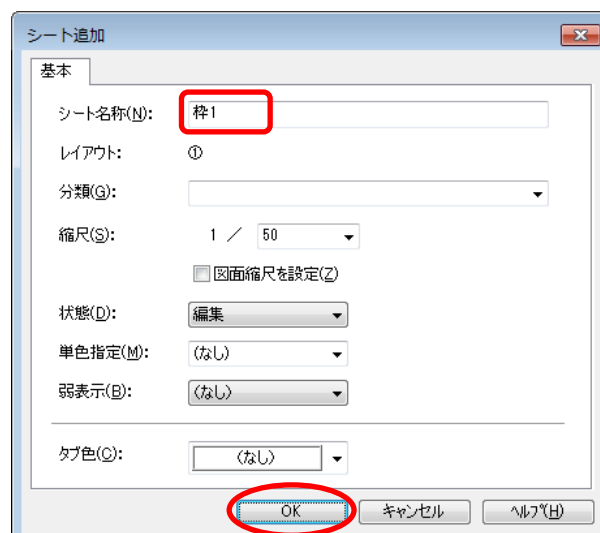 シート追加
基本
シート名称(N): 枠1
レイアウト: ①
分類(G):
縮尺(S): 1 ／ 50
図面縮尺を設定(Z)
状態(D): 編集
単色指定(M): (なし)
弱表示(B): (なし)
タブ色(C): (なし)
OK キャンセル ヘルプ(H)